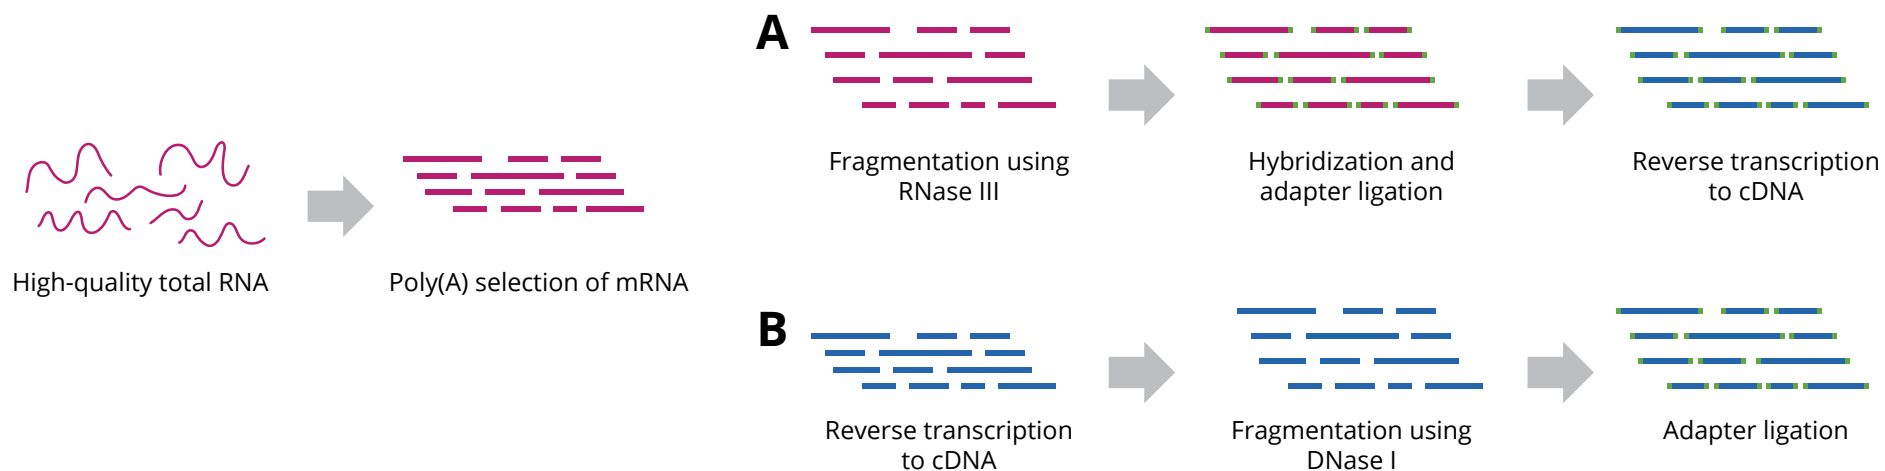 High-quality total RNA
Poly(A) selection of mRNA
A
Fragmentation using
RNase III
Hybridization and
adapter ligation
Reverse transcription
to cDNA
B
Reverse transcription
to cDNA
Fragmentation using
DNase I
Adapter ligation